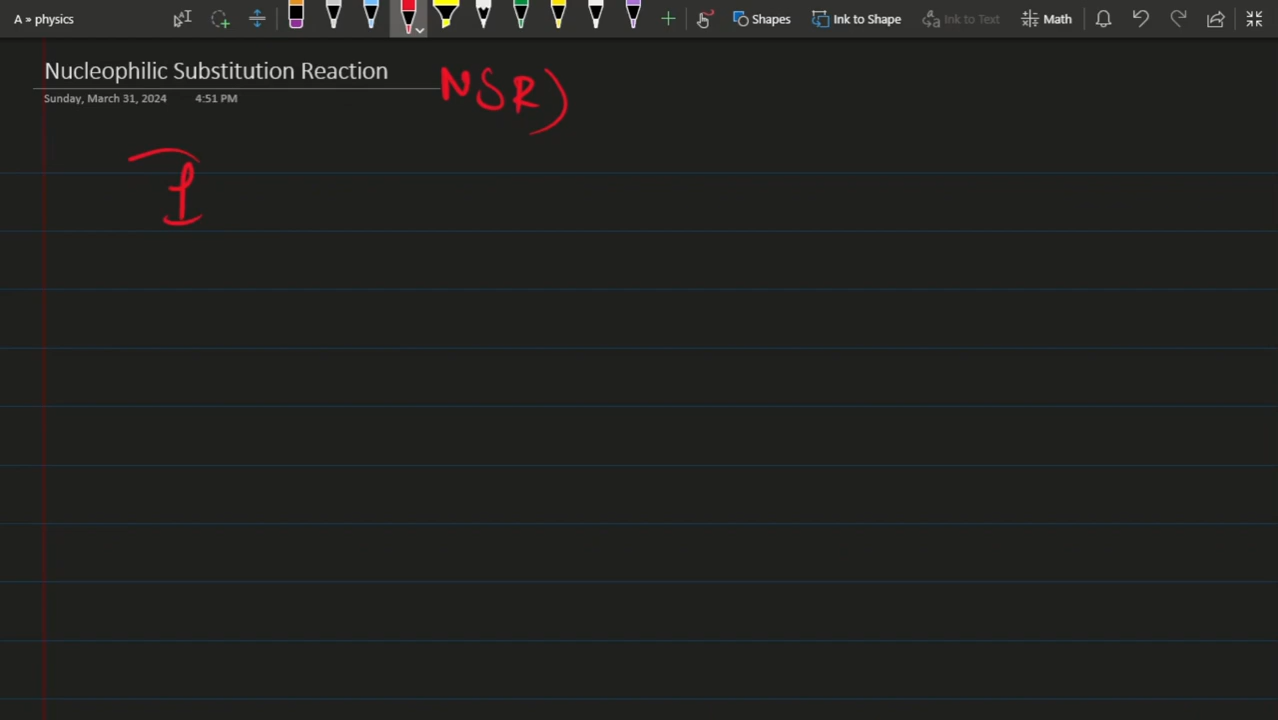 A » physics
Shapes Ink to Shape Ink to Text Math
Nucleophilic Substitution Reaction NSR)
Sunday, March 31, 2024 4:51 PM